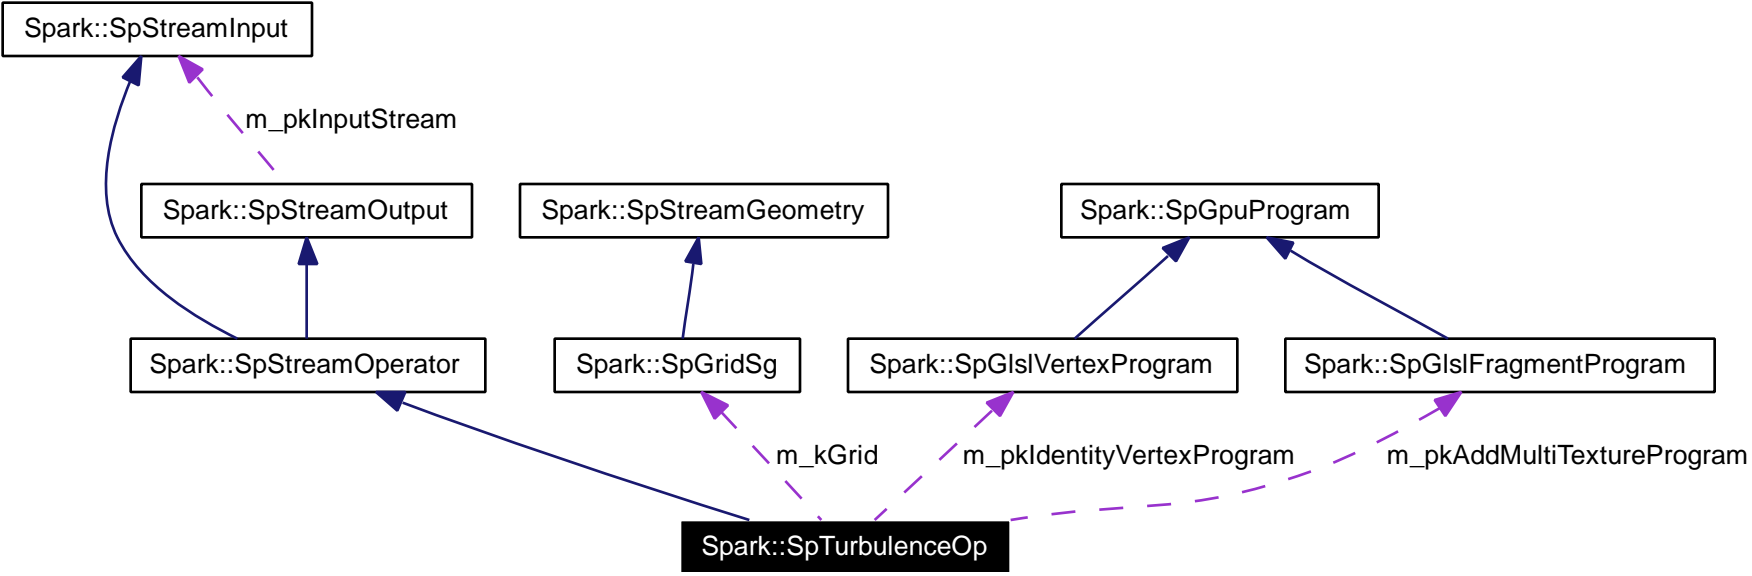 Spark::SpStreamInput
m_pkInputStream
Spark::SpStreamOutput
Spark::SpStreamGeometry
Spark::SpGpuProgram
Spark::SpStreamOperator
Spark::SpGridSg
Spark::SpGlslVertexProgram
Spark::SpGlslFragmentProgram
m_kGrid
m_pkIdentityVertexProgram
m_pkAddMultiTextureProgram
Spark::SpTurbulenceOp